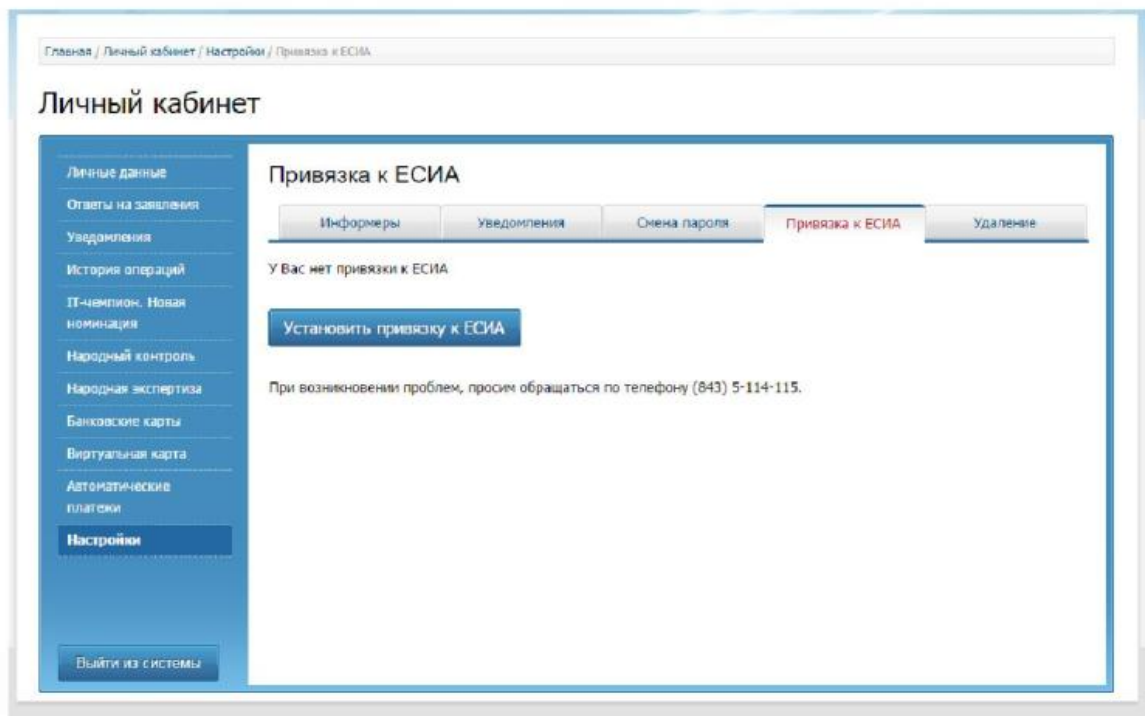 Главная / Личный кабинет / Настройки / Привязка к ЕСИА
Личный кабинет
Личные данные
Ответы на заявления
Уведомления
История операций
IT-чемпион. Новая
номинация
Народный контроль
Народная экспертиза
Банковские карты
Виртуальная карта
Автоматические
платежи
Настройки
Выйти из системы
Привязка к ЕСИА
Информеры
Уведомления
Смена пароля
Привязка к ЕСИА
Удаление
У Вас нет привязки к ЕСИА
Установить привязку к ЕСИА
При возникновении проблем, просим обращаться по телефону (843) 5-114-115.